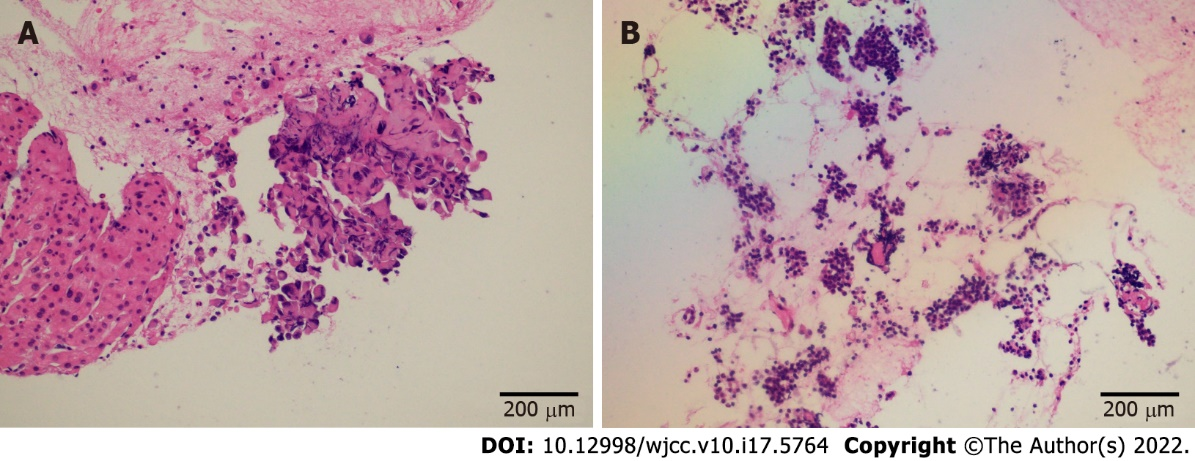 A
B
200 μm
200 μm
DOI: 10.12998/wjcc.v10.i17.5764 Copyright ©The Author(s) 2022.